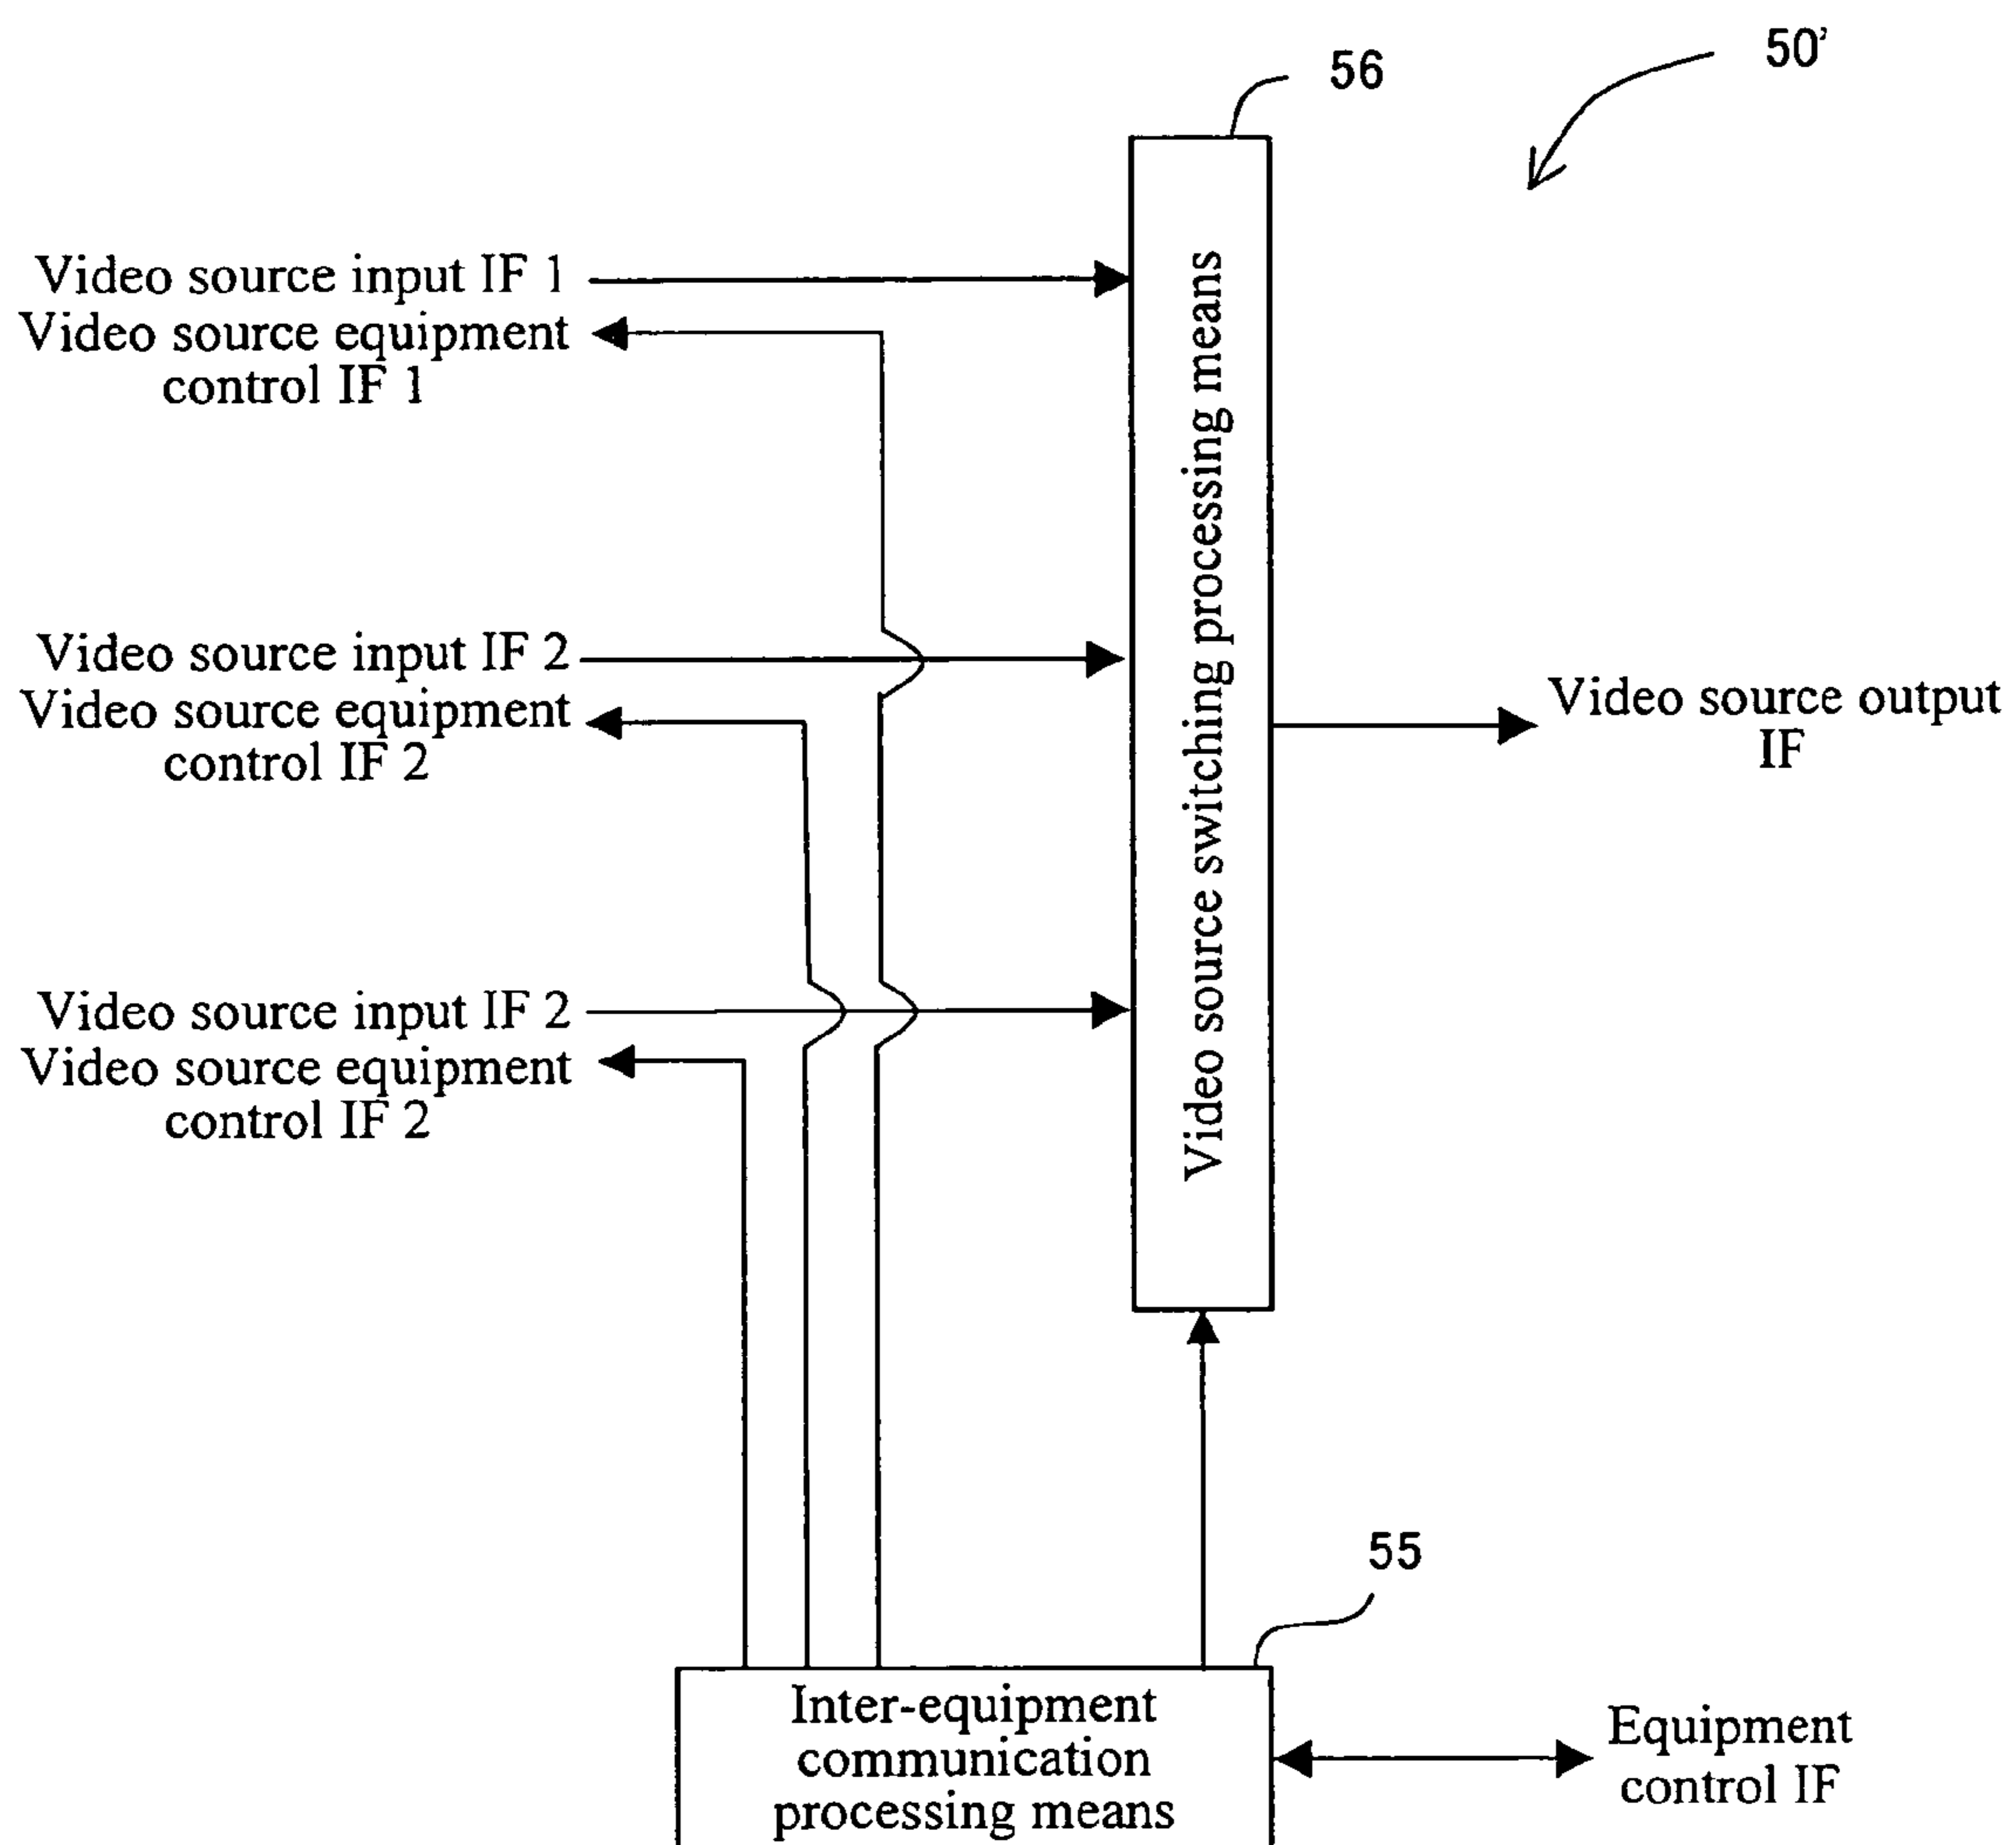 50'
56
Video source input IF 1
Video source equipment
control IF 1
Video source switching processing means
Video source input IF 2
Video source equipment
control IF 2
Video source output
IF
Video source input IF 2
Video source equipment
control IF 2
55
Inter-equipment
communication
processing means
Equipment
control IF